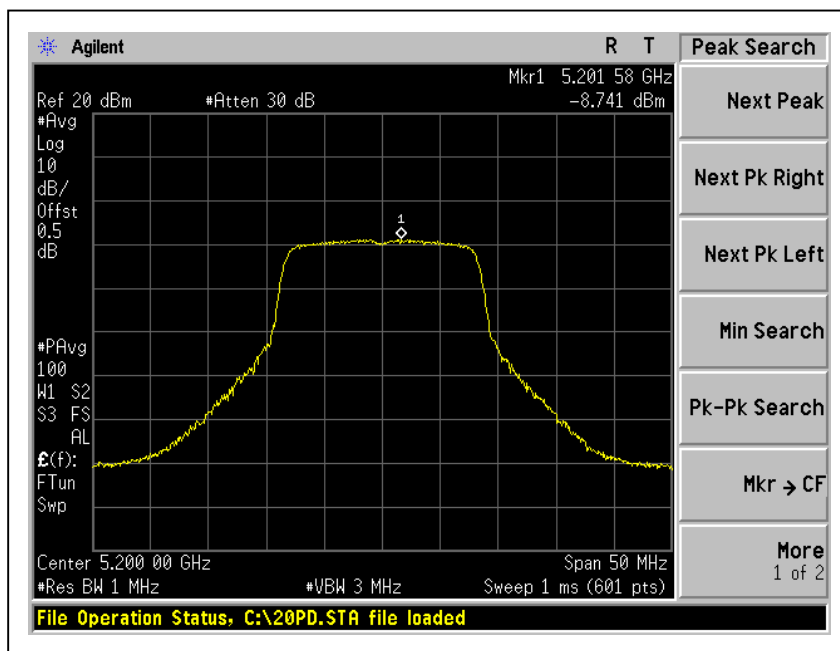 Agilent R T
Peak Search
Mkr1 5.201 58 GHz
Ref 20 dBm #Atten 30 dB -8.741 dBm
#Avg
Log
10
dB/
Offst
0.5
dB
1
#PAvg
100
W1 S2
S3 FS
AL
£(f):
FTun
Swp
Center 5.200 00 GHz Span 50 MHz
#Res BW 1 MHz #VBW 3 MHz Sweep 1 ms (601 pts)
File Operation Status, C:\20PD.STA file loaded
Next Peak
Next Pk Right
Next Pk Left
Min Search
Pk-Pk Search
Mkr → CF
More
1 of 2